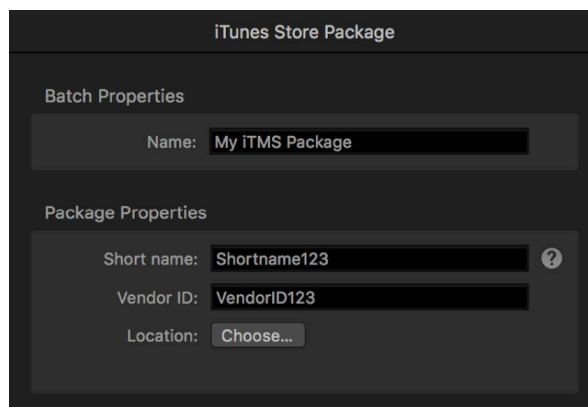 iTunes Store Package
Batch Properties
Name: My iTMS Package
Package Properties
Short name: Shortname123 ?
Vendor ID: VendorID123
Location: Choose...